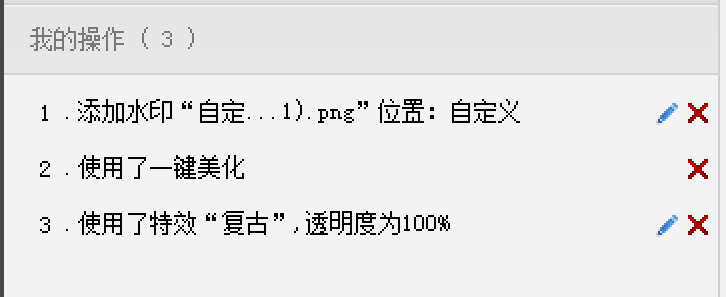 我的操作 ( 3 )
1 .添加水印“自定...1).png”位置：自定义
2 .使用了一键美化
3 .使用了特效“复古”,透明度为100%